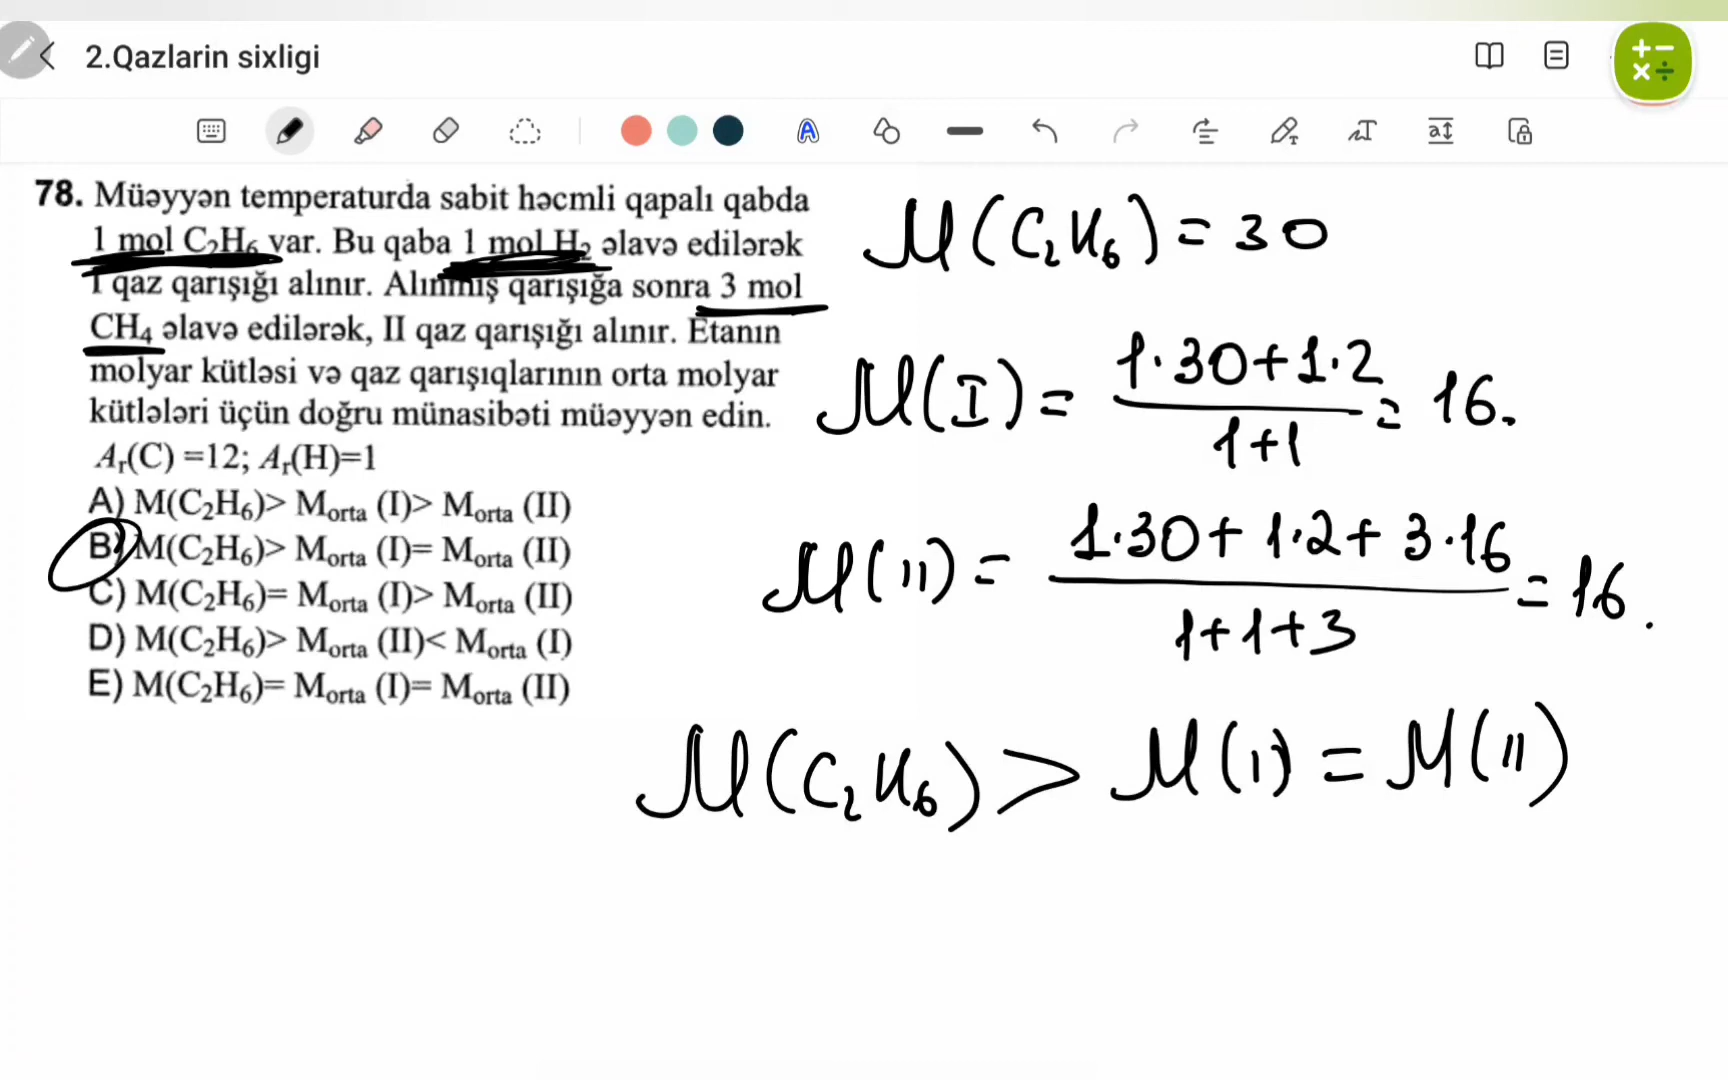 2.Qazlarin sixligi
78. Müəyyən temperaturda sabit həcmli qapalı qabda
1 mol C₂H₆ var. Bu qaba 1 mol H₂ əlavə edilərək
I qaz qarışığı alınır. Alınmış qarışığa sonra 3 mol
CH₄ əlavə edilərək, II qaz qarışığı alınır. Etanın
molyar kütləsi və qaz qarışıqlarının orta molyar
kütlələri üçün doğru münasibəti müəyyən edin.
Aᵣ(C) =12; Aᵣ(H)=1
A) M(C₂H₆)> Morta (I)> Morta (II)
B) M(C₂H₆)> Morta (I)= Morta (II)
C) M(C₂H₆)= Morta (I)> Morta (II)
D) M(C₂H₆)> Morta (II)< Morta (I)
E) M(C₂H₆)= Morta (I)= Morta (II)
M(C₂H₆) = 30
M(I) = 1·30+1·2 / 1+1 = 16.
M(II) = 1·30+1·2+3·16 / 1+1+3 = 16.
M(C₂H₆) > M(I) = M(II)